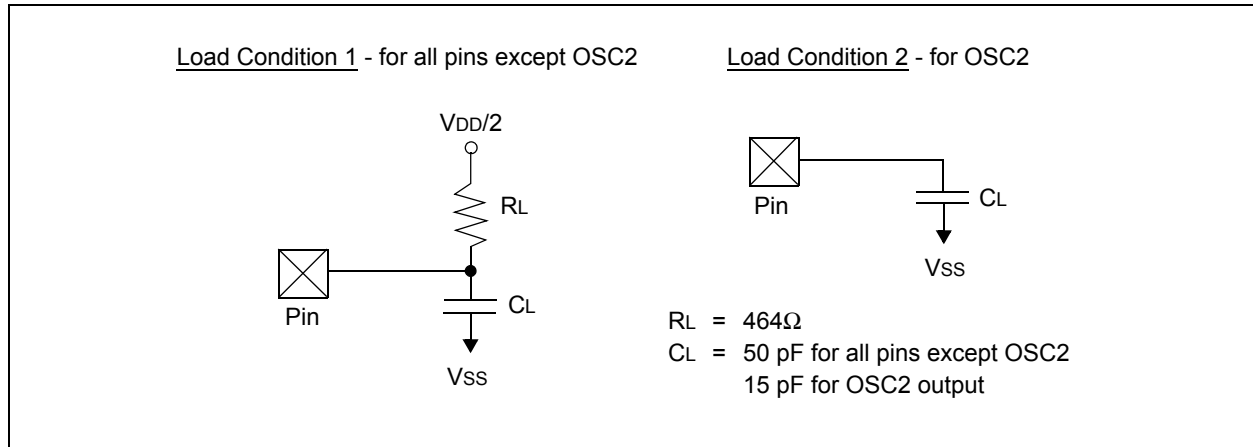 Load Condition 1 - for all pins except OSC2
Load Condition 2 - for OSC2
VDD/2
RL
Pin
CL
VSS
Pin
CL
VSS
RL = 464Ω
CL = 50 pF for all pins except OSC2
15 pF for OSC2 output